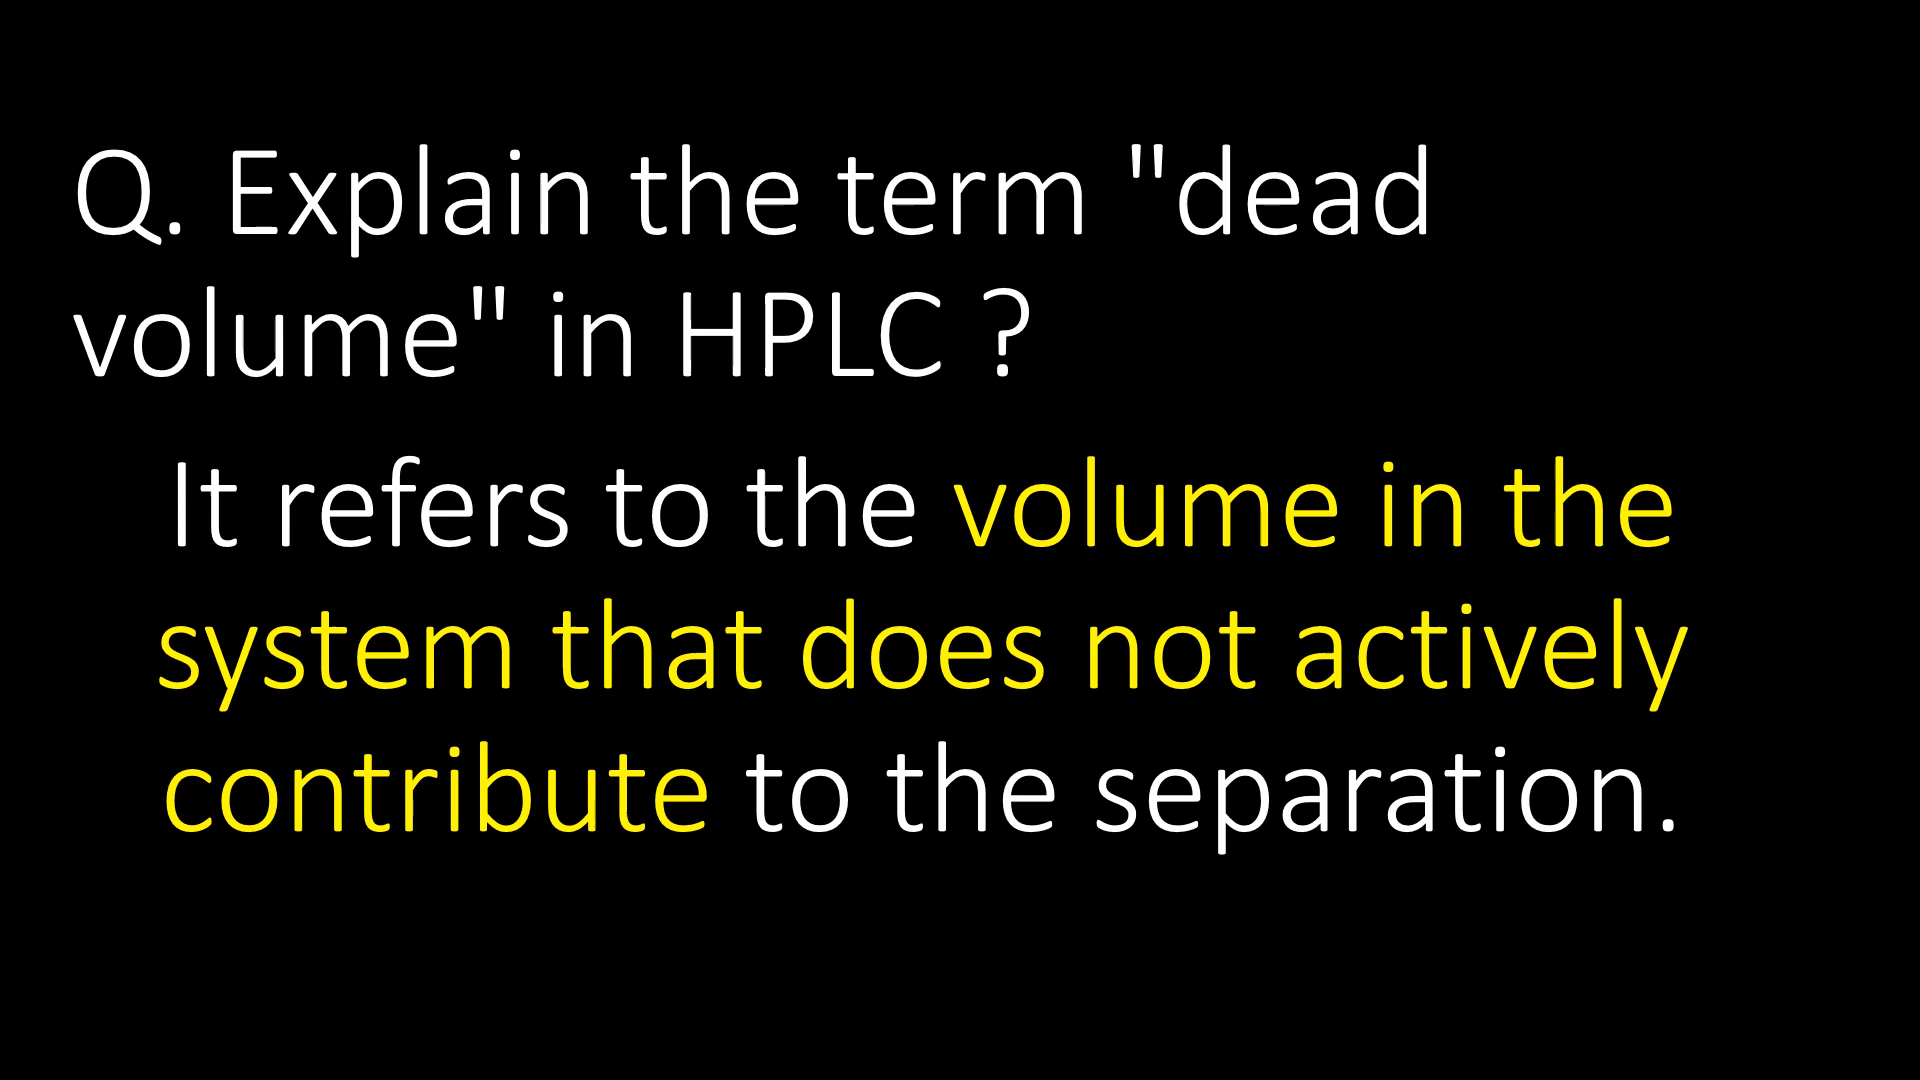 Q. Explain the term "dead
volume" in HPLC ?
It refers to the volume in the
system that does not actively
contribute to the separation.